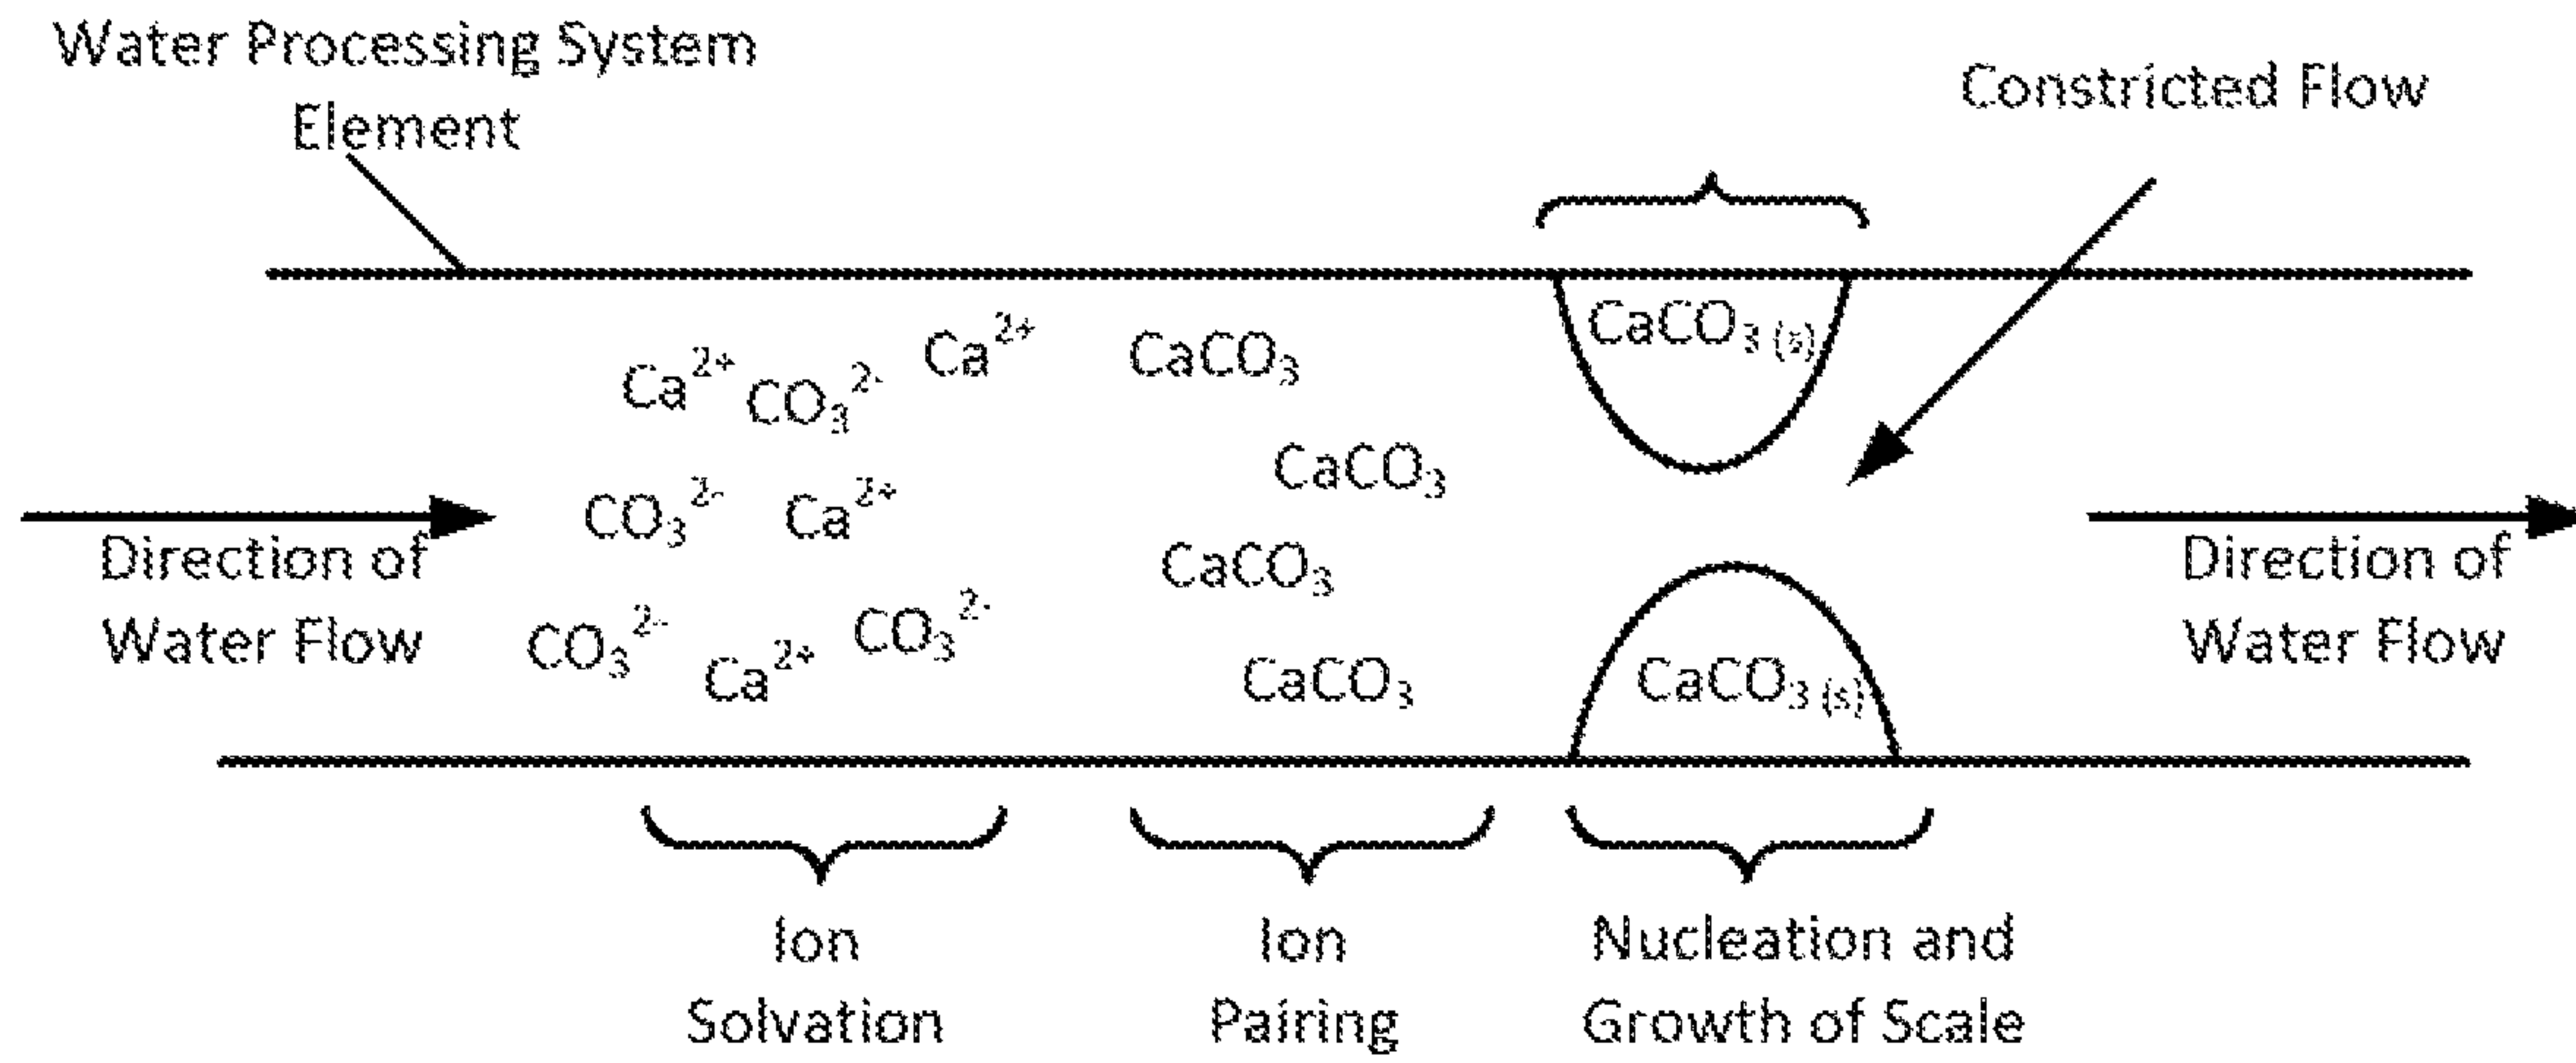 Water Processing System
Element
Constricted Flow
CaCO₃ (s)
Ca²⁺ CO₃²⁻ Ca²⁺ CaCO₃
CaCO₃
CO₃²⁻ Ca²⁺
Direction of
Water Flow
CaCO₃
Direction of
Water Flow
CO₃²⁻ Ca²⁺ CO₃²⁻
CaCO₃
CaCO₃ (s)
Ion
Solvation
Ion
Pairing
Nucleation and
Growth of Scale